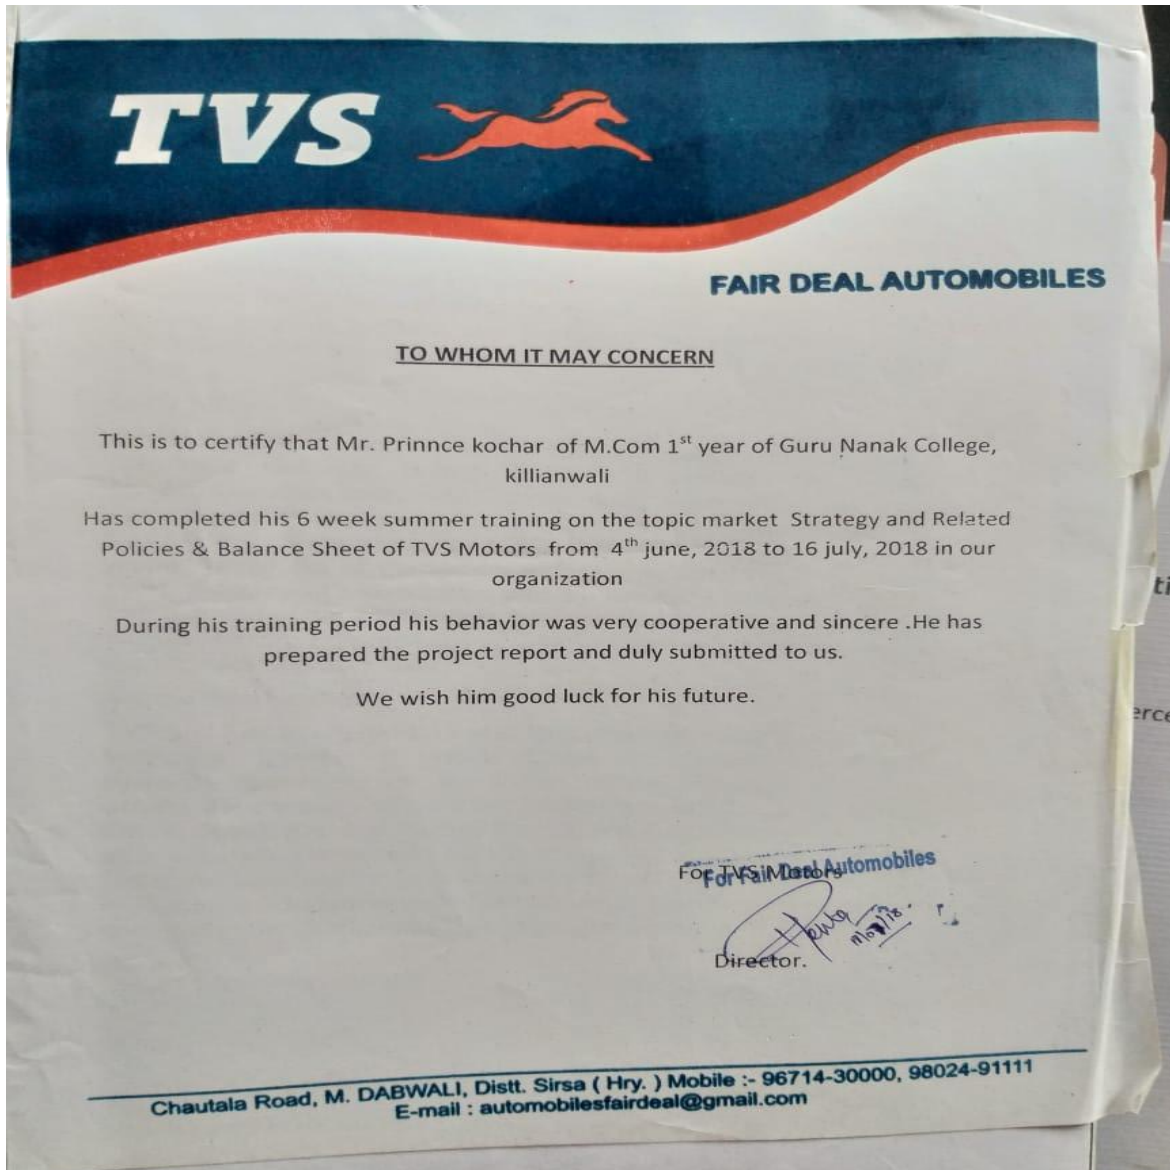 TVS
FAIR DEAL AUTOMOBILES
TO WHOM IT MAY CONCERN
This is to certify that Mr. Prinnce kochar of M.Com 1st year of Guru Nanak College,
killianwali
Has completed his 6 week summer training on the topic market Strategy and Related
Policies & Balance Sheet of TVS Motors from 4th june, 2018 to 16 july, 2018 in our
organization
During his training period his behavior was very cooperative and sincere .He has
prepared the project report and duly submitted to us.
We wish him good luck for his future.
For TVS Motors
For Fair Deal Automobiles
Director.
Chautala Road, M. DABWALI, Distt. Sirsa ( Hry. ) Mobile :- 96714-30000, 98024-91111
E-mail : automobilesfairdeal@gmail.com